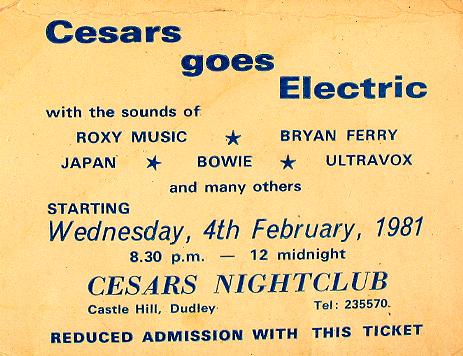 Cesars
goes
Electric
with the sounds of
ROXY MUSIC ★ BRYAN FERRY
JAPAN ★ BOWIE ★ ULTRAVOX
and many others
STARTING
Wednesday, 4th February, 1981
8.30 p.m. — 12 midnight
CESARS NIGHTCLUB
Castle Hill, Dudley Tel: 235570.
REDUCED ADMISSION WITH THIS TICKET